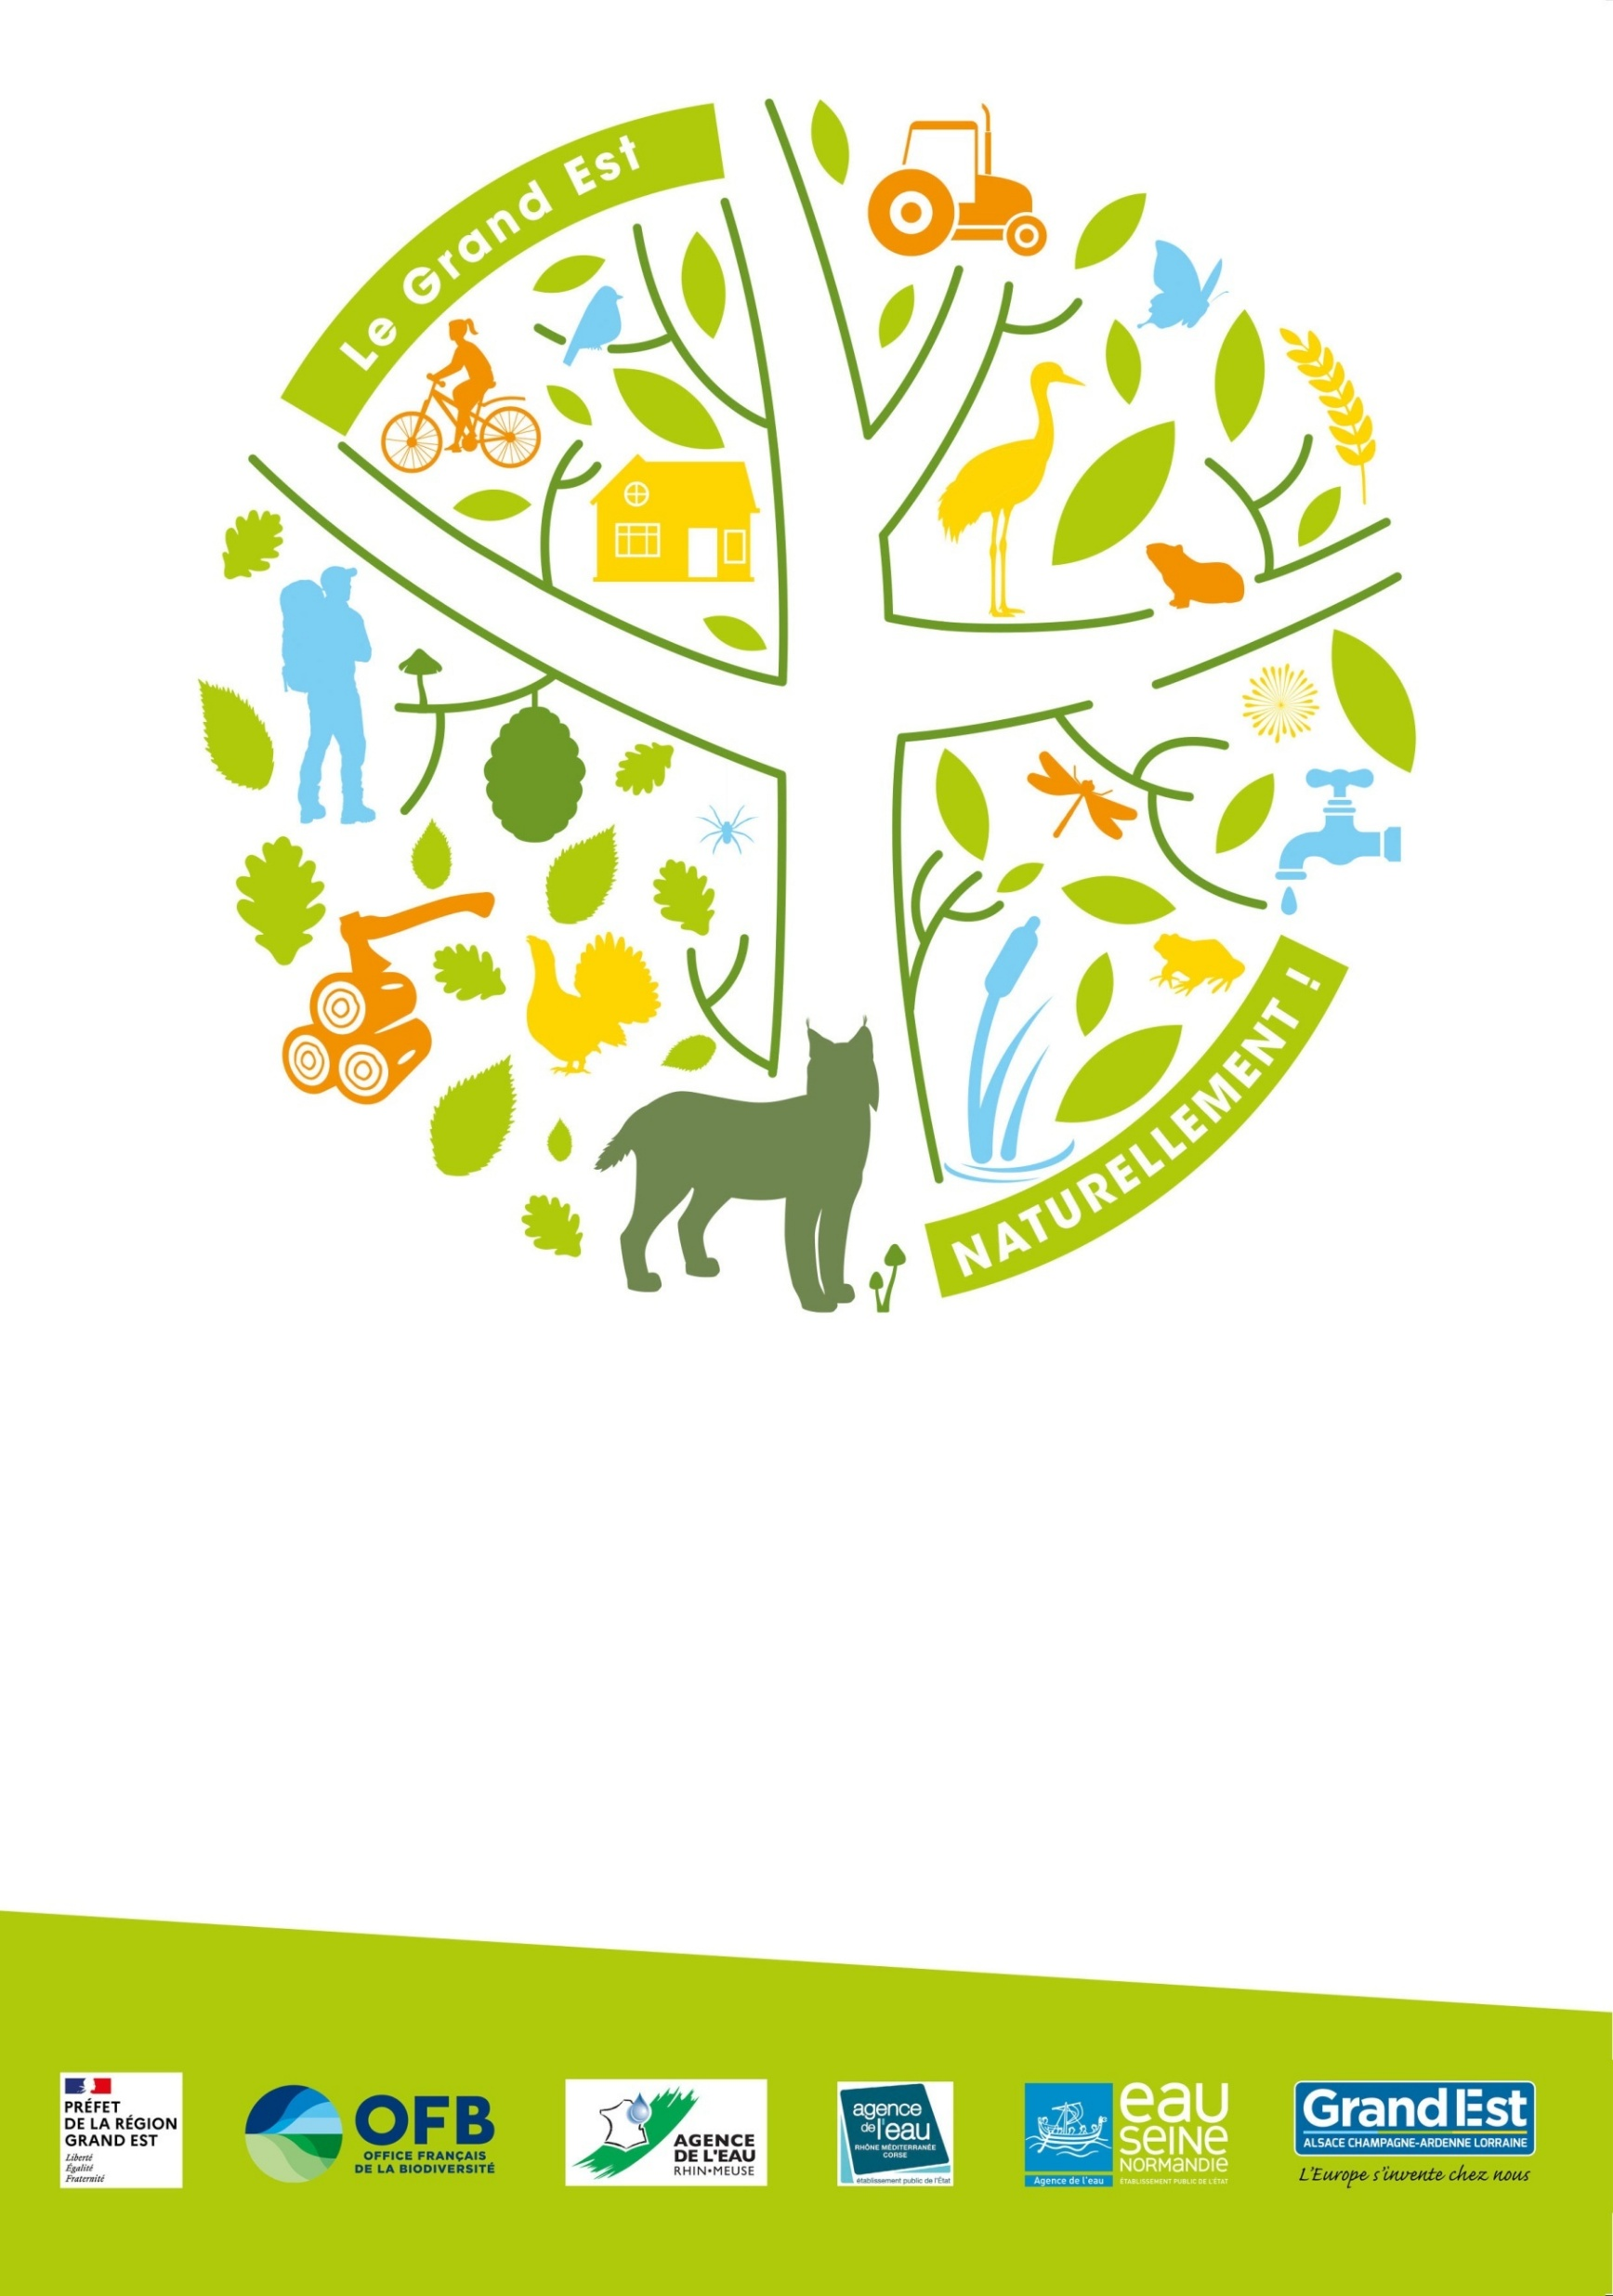 Le Grand Est
NATURELLEMENT !
PRÉFET
DE LA RÉGION
GRAND EST
Liberté
Égalité
Fraternité
OFB
OFFICE FRANÇAIS
DE LA BIODIVERSITÉ
AGENCE
DE L'EAU
RHIN•MEUSE
agence
de l'eau
RHÔNE MÉDITERRANÉE
CORSE
établissement public de l'État
eau
seine
NORMANDIE
Agence de l'eau
ÉTABLISSEMENT PUBLIC DE L'ÉTAT
Grand Est
ALSACE CHAMPAGNE-ARDENNE LORRAINE
L'Europe s'invente chez nous